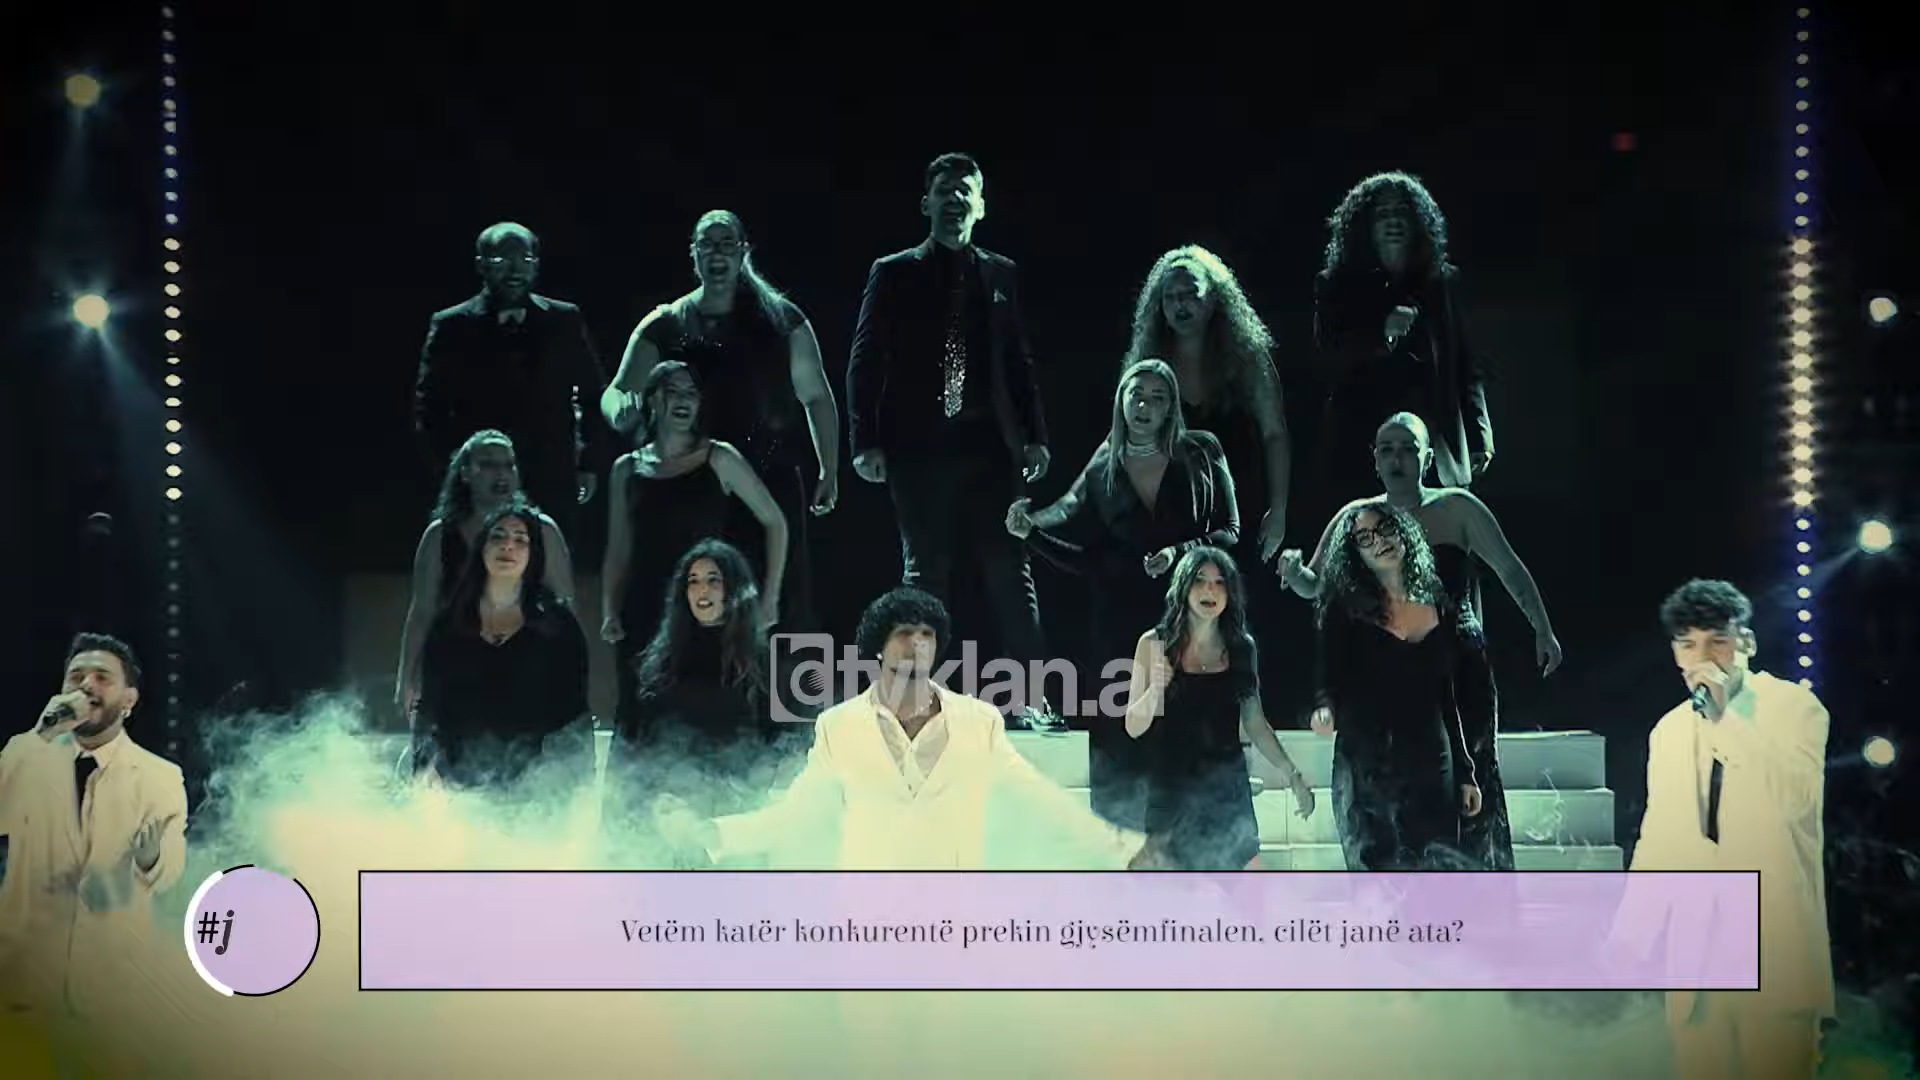 tvklan.al
#j
Vetëm katër konkurentë prekin gjysëmfinalen, cilët janë ata?